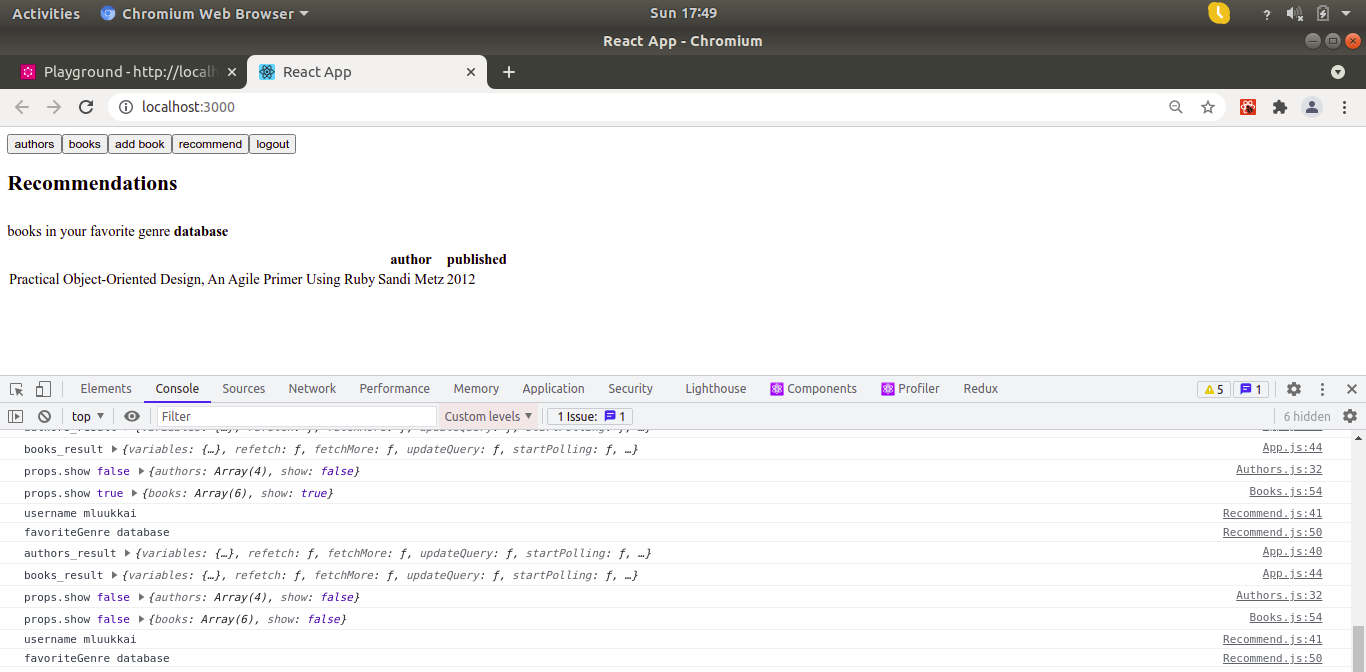 Activities Chromium Web Browser Sun 17:49 ?
React App - Chromium
Playground - http://localh React App
localhost:3000
authors books add book recommend logout
Recommendations
books in your favorite genre database
author published
Practical Object-Oriented Design, An Agile Primer Using Ruby Sandi Metz 2012
Elements Console Sources Network Performance Memory Application Security Lighthouse Components Profiler Redux 5 1
top Filter Custom levels 1 Issue: 1 6 hidden
books_result {variables: {…}, refetch: ƒ, fetchMore: ƒ, updateQuery: ƒ, startPolling: ƒ, …} App.js:44
props.show false {authors: Array(4), show: false} Authors.js:32
props.show true {books: Array(6), show: true} Books.js:54
username mluukkai Recommend.js:41
favoriteGenre database Recommend.js:50
authors_result {variables: {…}, refetch: ƒ, fetchMore: ƒ, updateQuery: ƒ, startPolling: ƒ, …} App.js:40
books_result {variables: {…}, refetch: ƒ, fetchMore: ƒ, updateQuery: ƒ, startPolling: ƒ, …} App.js:44
props.show false {authors: Array(4), show: false} Authors.js:32
props.show false {books: Array(6), show: false} Books.js:54
username mluukkai Recommend.js:41
favoriteGenre database Recommend.js:50